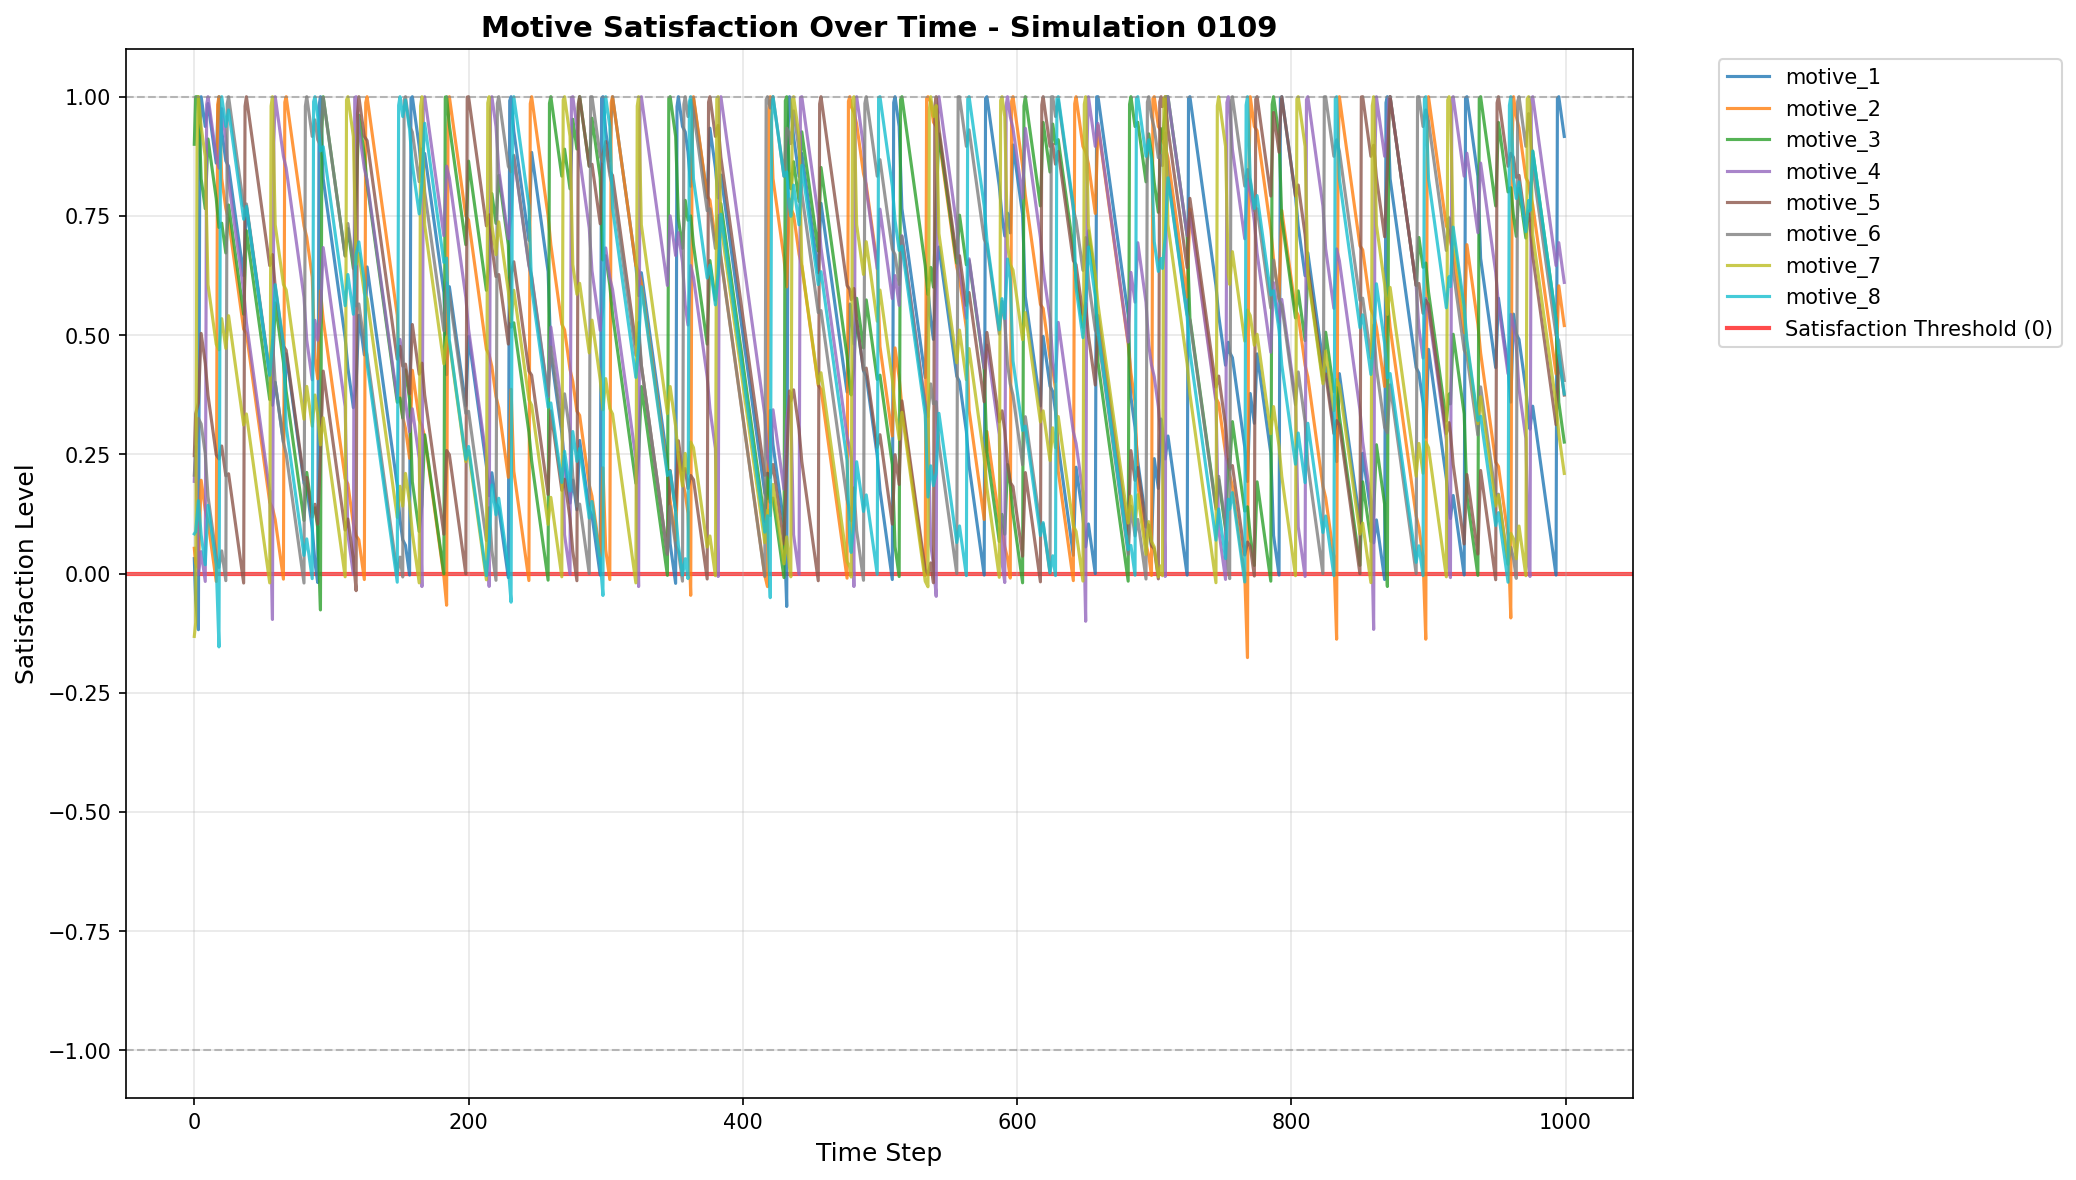 Motive Satisfaction Over Time - Simulation 0109
motive_1
motive_2
motive_3
motive_4
motive_5
motive_6
motive_7
motive_8
Satisfaction Threshold (0)
Satisfaction Level
1.00
0.75
0.50
0.25
0.00
−0.25
−0.50
−0.75
−1.00
0 200 400 600 800 1000
Time Step